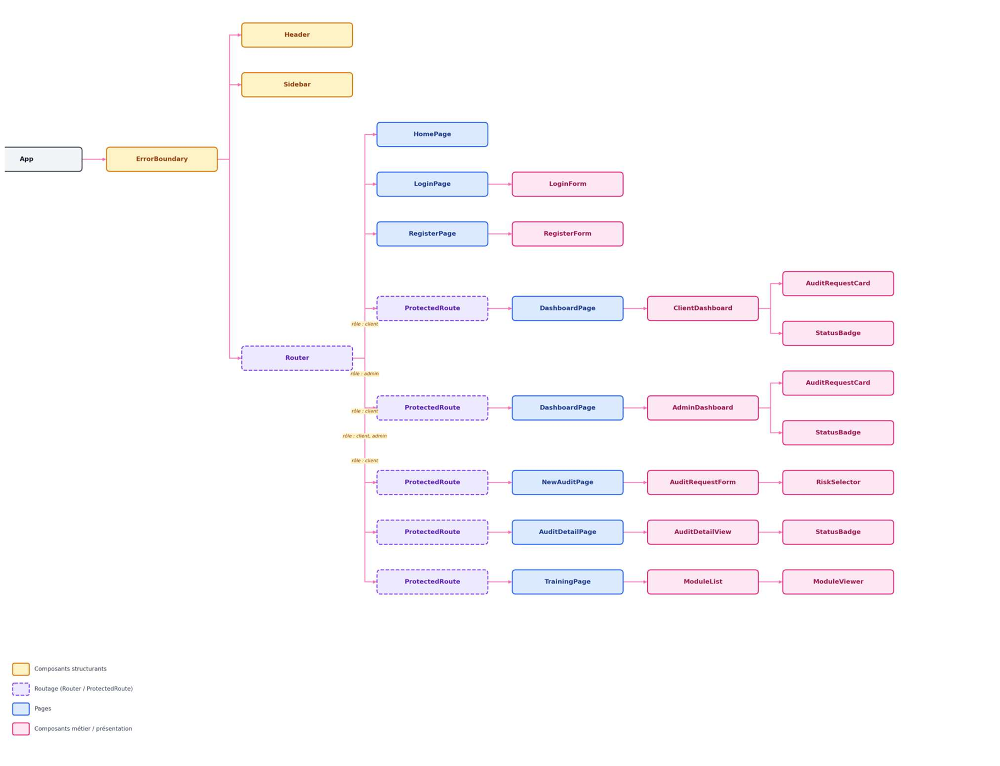 Header
Sidebar
HomePage
App
ErrorBoundary
LoginPage
LoginForm
RegisterPage
RegisterForm
AuditRequestCard
ProtectedRoute
DashboardPage
ClientDashboard
rôle : client
StatusBadge
Router
rôle : admin
AuditRequestCard
ProtectedRoute
DashboardPage
AdminDashboard
rôle : client
StatusBadge
rôle : client, admin
rôle : client
ProtectedRoute
NewAuditPage
AuditRequestForm
RiskSelector
ProtectedRoute
AuditDetailPage
AuditDetailView
StatusBadge
ProtectedRoute
TrainingPage
ModuleList
ModuleViewer
Composants structurants
Routage (Router / ProtectedRoute)
Pages
Composants métier / présentation